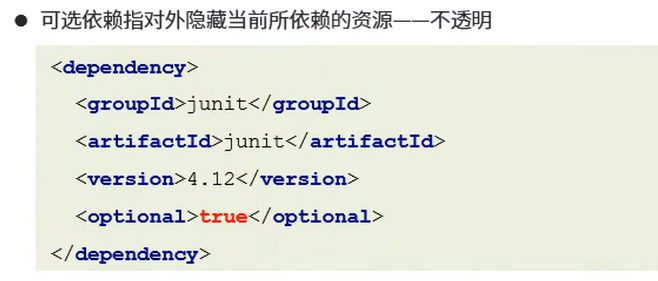 ● 可选依赖指对外隐藏当前所依赖的资源——不透明
<dependency>
<groupId>junit</groupId>
<artifactId>junit</artifactId>
<version>4.12</version>
<optional>true</optional>
</dependency>